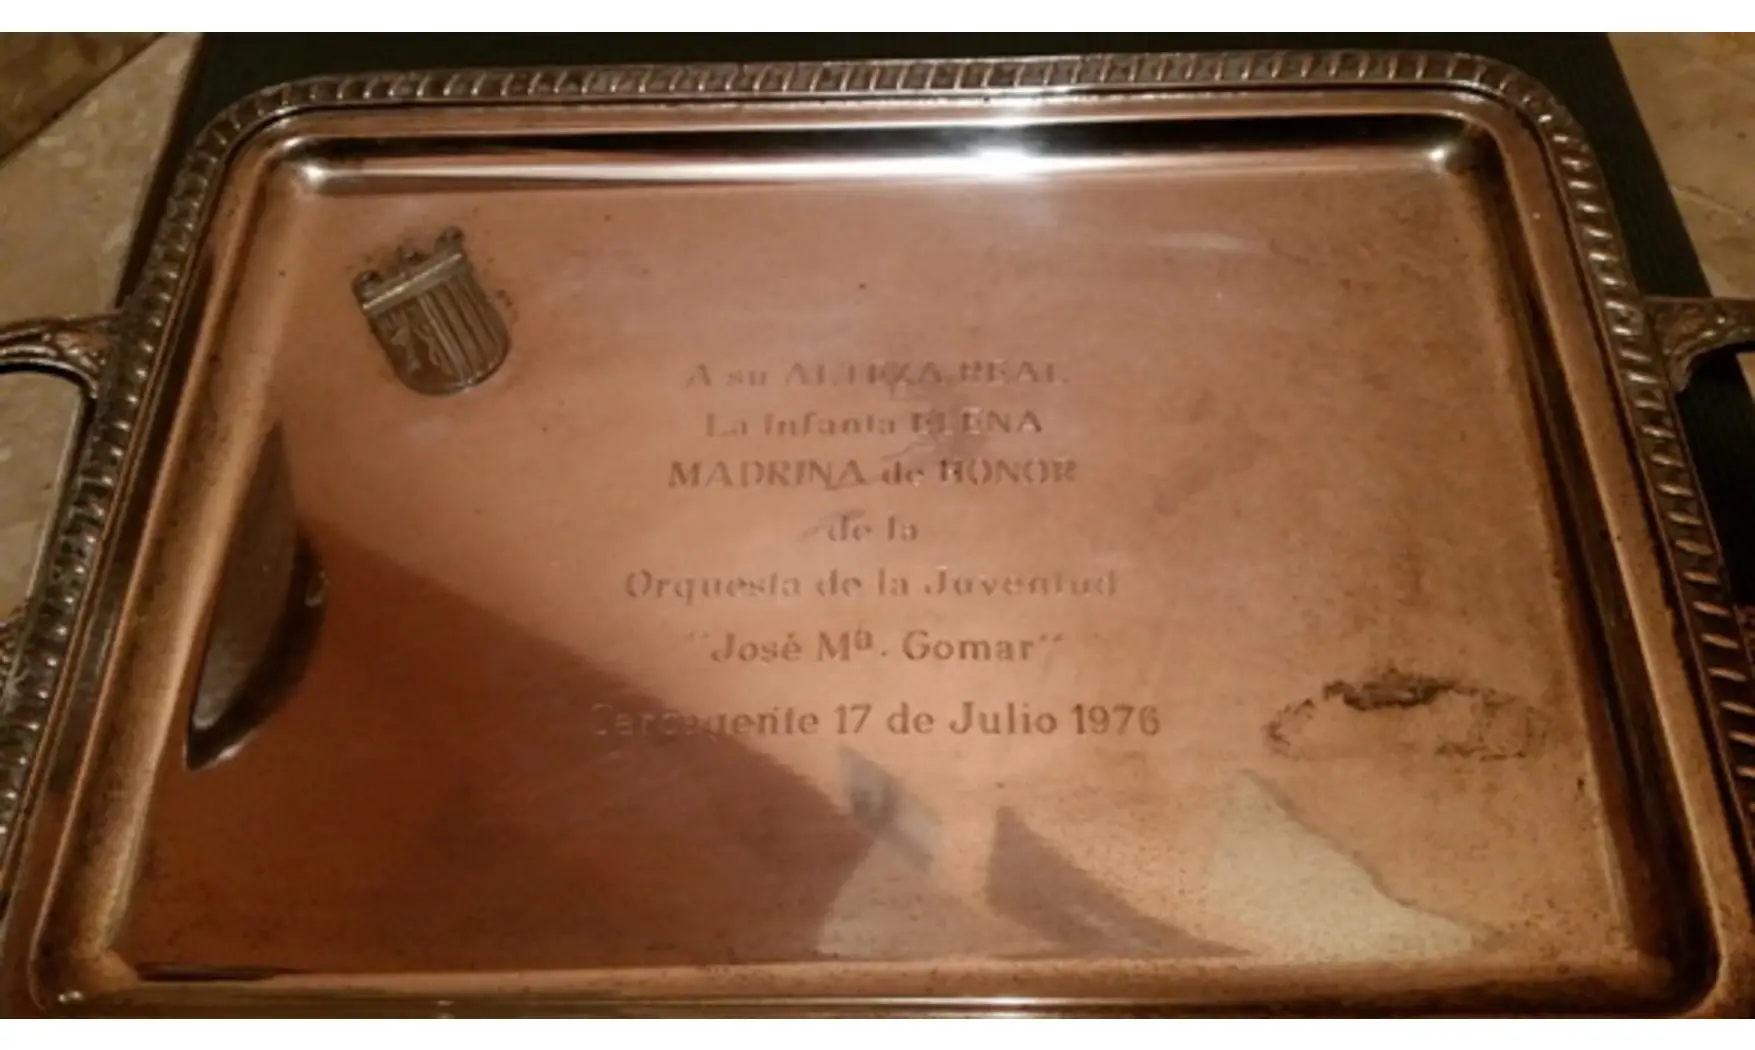 A su ALTEZA REAL
La Infanta ELENA
MADRINA de HONOR
de la
Orquesta de la Juventud
"José Mª. Gomar"
Carcagente 17 de Julio 1976